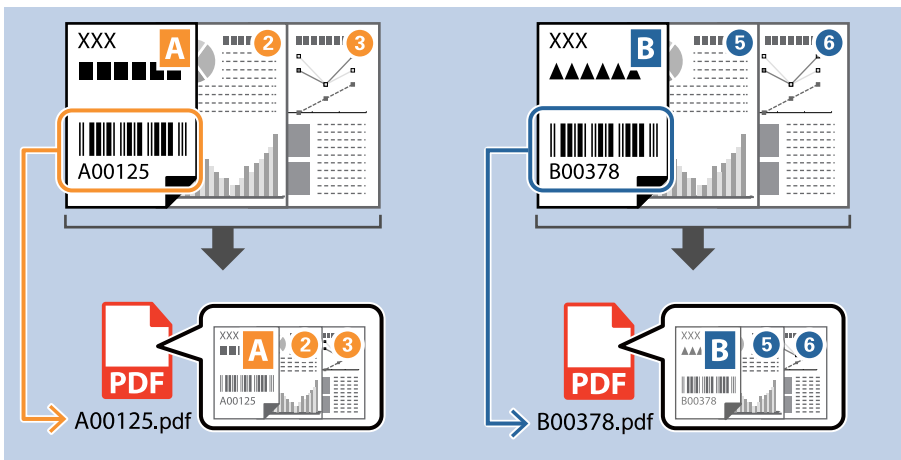 XXX
A
2
3
A00125
XXX
B
5
6
B00378
PDF
XXX
A
2
3
A00125
A00125.pdf
PDF
XXX
B
5
6
B00378
B00378.pdf